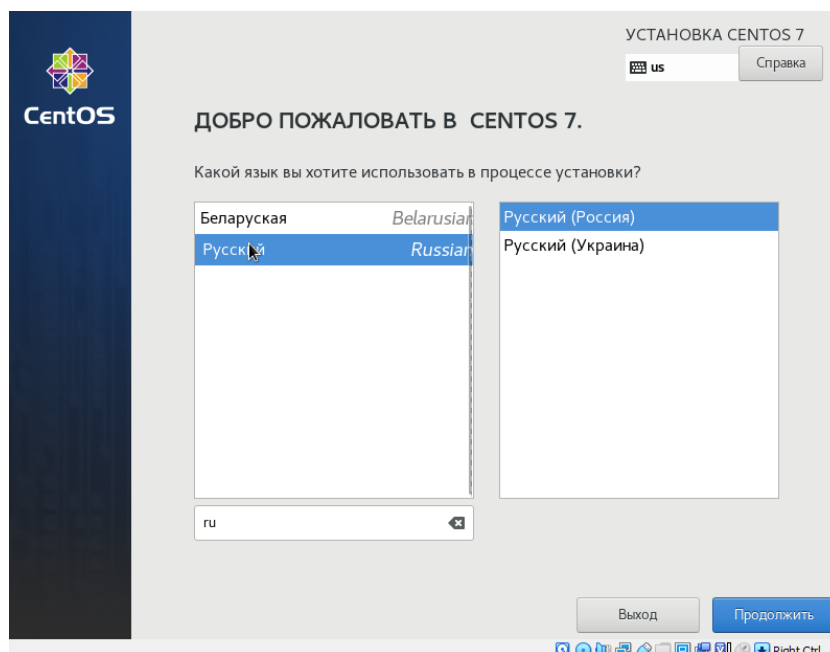 УСТАНОВКА CENTOS 7
us
Справка
CentOS
ДОБРО ПОЖАЛОВАТЬ В CENTOS 7.
Какой язык вы хотите использовать в процессе установки?
Беларуская Belarusian
Русский Russian
Русский (Россия)
Русский (Украина)
ru
Выход
Продолжить
Right Ctrl